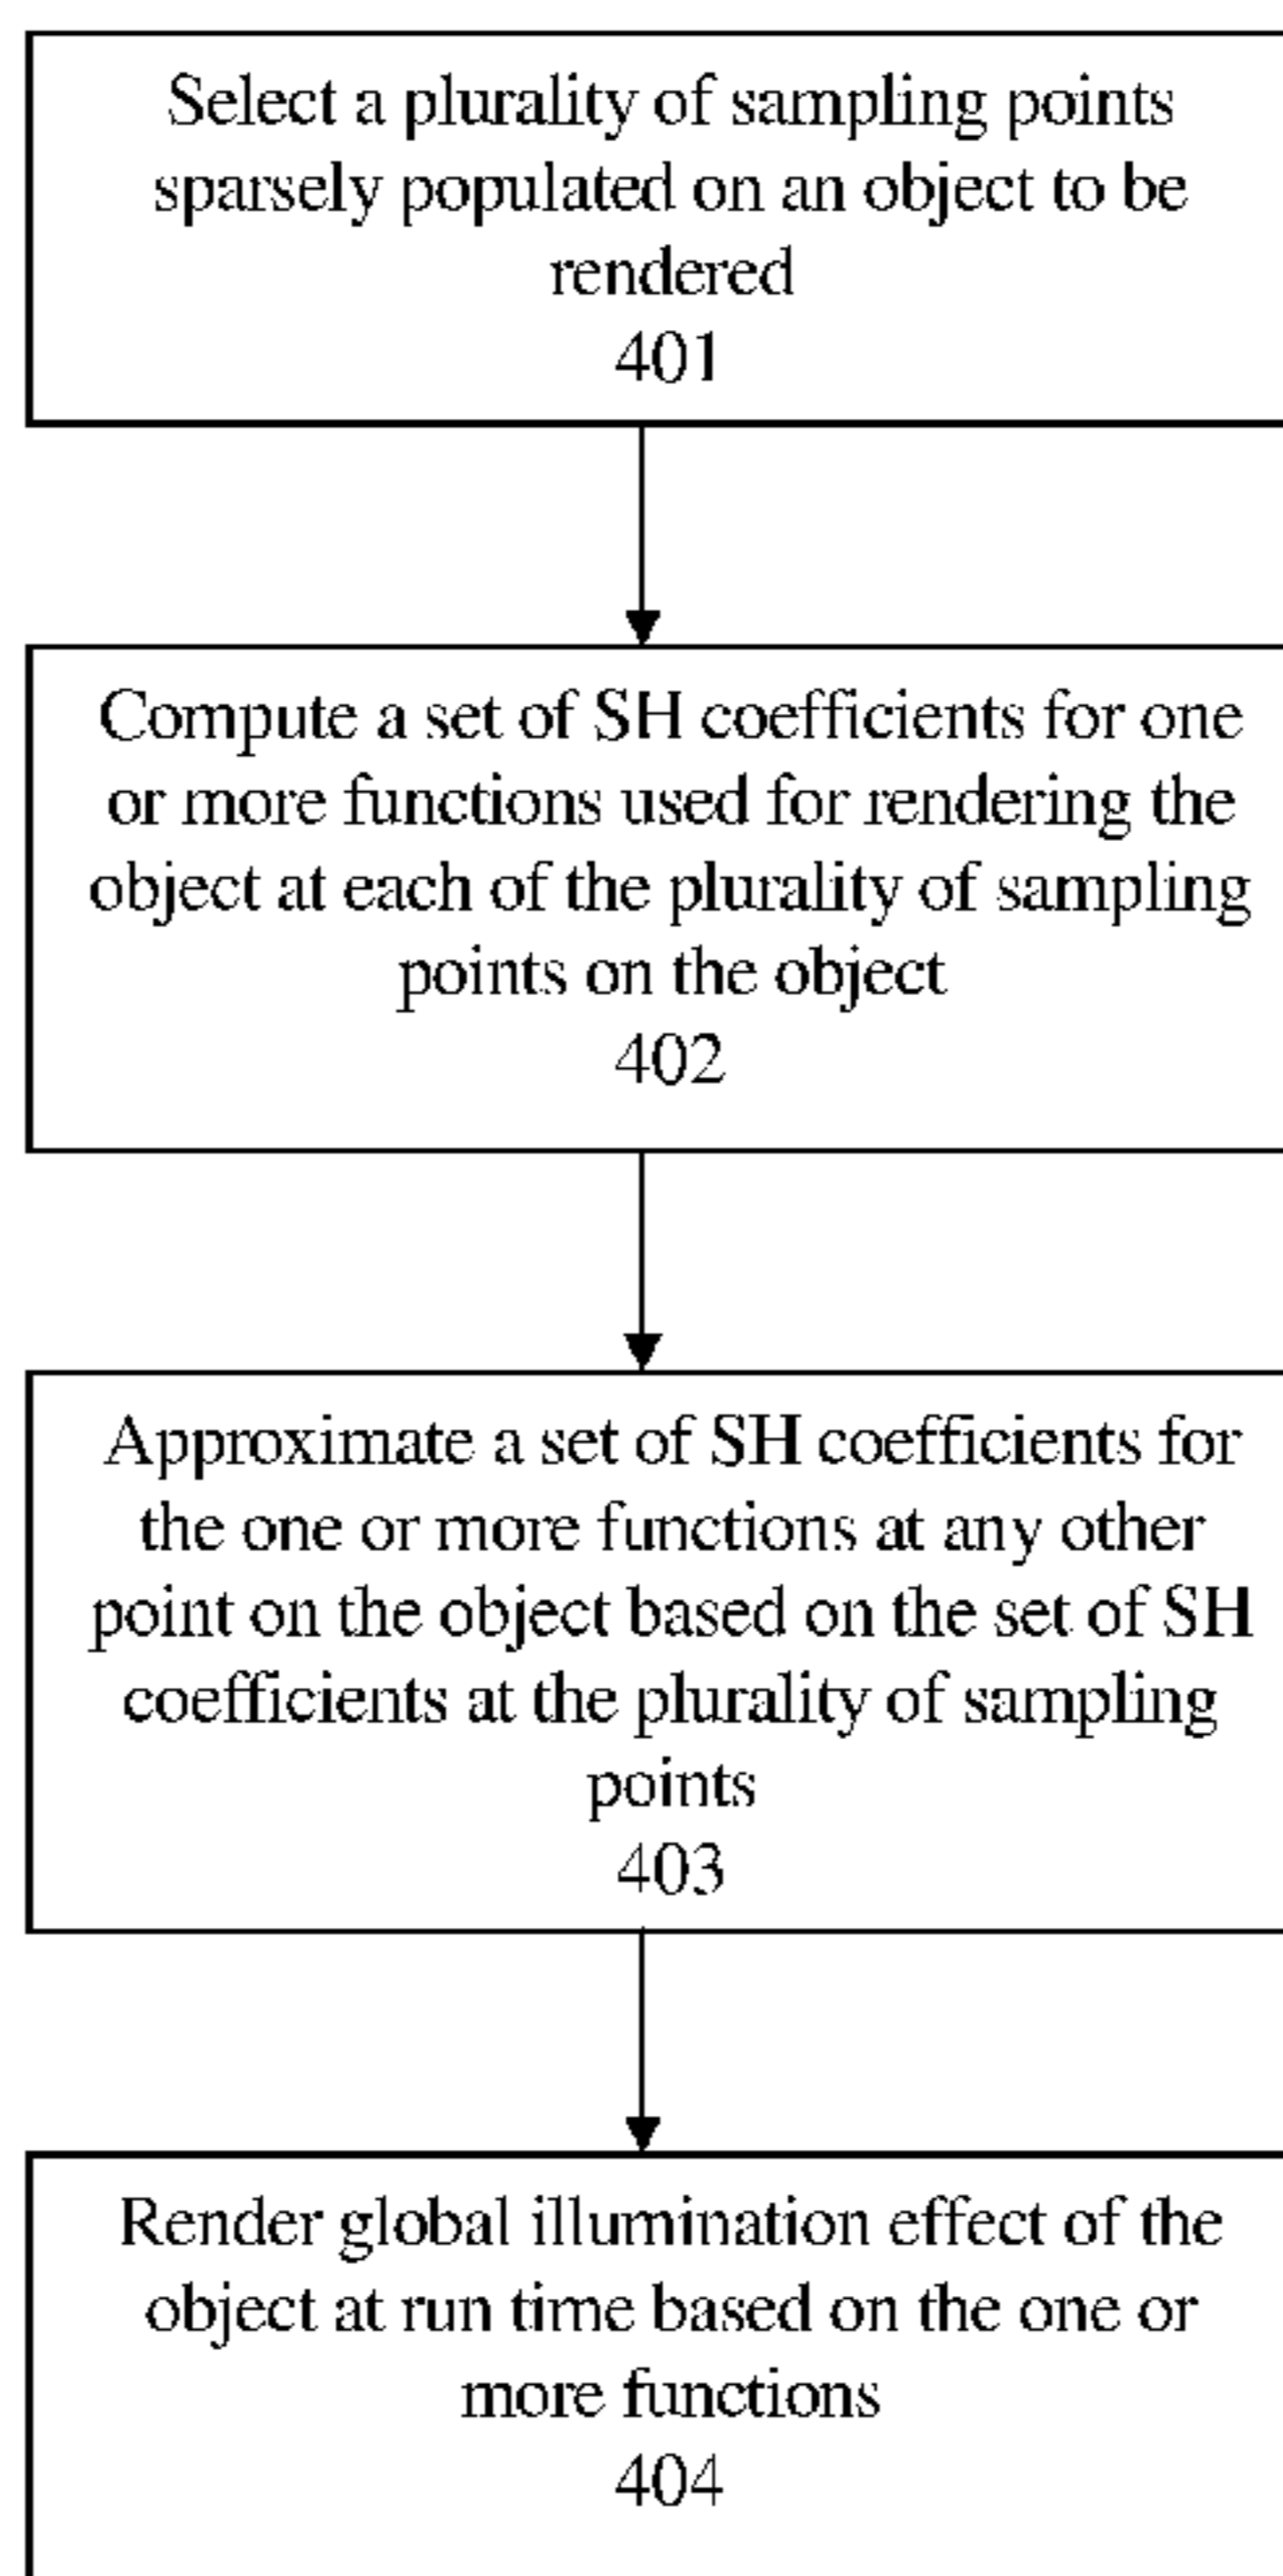 Select a plurality of sampling points
sparsely populated on an object to be
rendered
401
Compute a set of SH coefficients for one
or more functions used for rendering the
object at each of the plurality of sampling
points on the object
402
Approximate a set of SH coefficients for
the one or more functions at any other
point on the object based on the set of SH
coefficients at the plurality of sampling
points
403
Render global illumination effect of the
object at run time based on the one or
more functions
404